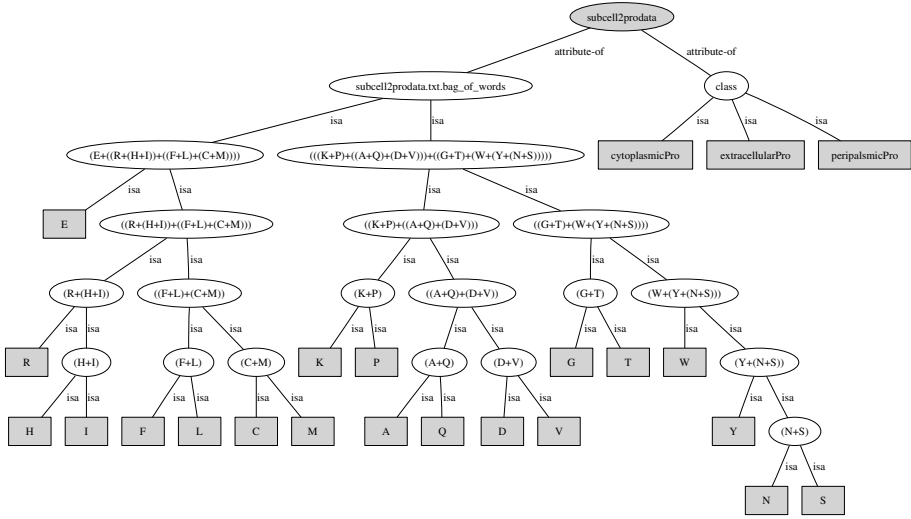 subcell2prodata
attribute-of attribute-of
subcell2prodata.txt.bag_of_words class
isa isa isa isa isa
(E+((R+(H+I))+((F+L)+(C+M)))) (((K+P)+((A+Q)+(D+V)))+((G+T)+(W+(Y+(N+S))))) cytoplasmicPro extracellularPro peripalsmicPro
isa isa isa isa
E ((R+(H+I))+((F+L)+(C+M))) ((K+P)+((A+Q)+(D+V))) ((G+T)+(W+(Y+(N+S))))
isa isa isa isa isa isa
(R+(H+I)) ((F+L)+(C+M)) (K+P) ((A+Q)+(D+V)) (G+T) (W+(Y+(N+S)))
isa isa isa isa isa isa isa isa isa isa isa isa
R (H+I) (F+L) (C+M) K P (A+Q) (D+V) G T W (Y+(N+S))
isa isa isa isa isa isa isa isa isa isa isa isa
H I F L C M A Q D V Y (N+S)
isa isa
N S